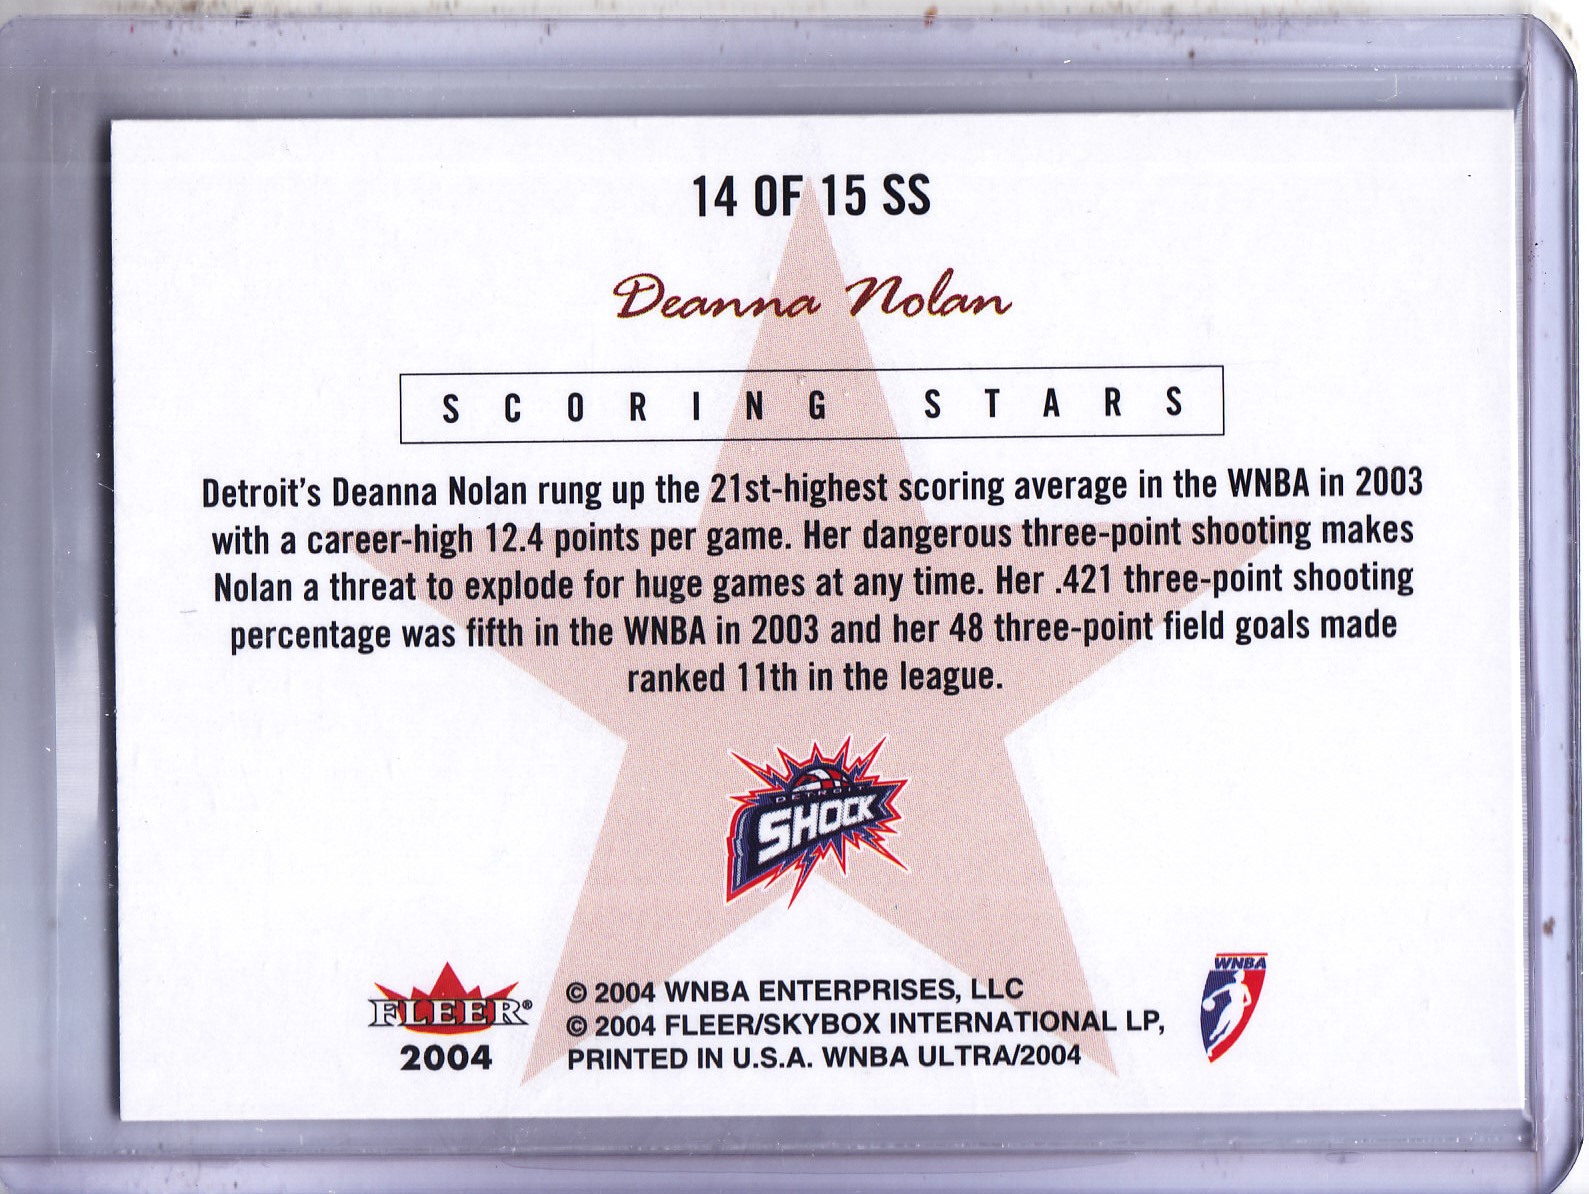 14 OF 15 SS
Deanna Nolan
SCORING STARS
Detroit's Deanna Nolan rung up the 21st-highest scoring average in the WNBA in 2003
with a career-high 12.4 points per game. Her dangerous three-point shooting makes
Nolan a threat to explode for huge games at any time. Her .421 three-point shooting
percentage was fifth in the WNBA in 2003 and her 48 three-point field goals made
ranked 11th in the league.
DETROIT
SHOCK
FLEER®
2004
© 2004 WNBA ENTERPRISES, LLC
© 2004 FLEER/SKYBOX INTERNATIONAL LP,
PRINTED IN U.S.A. WNBA ULTRA/2004
WNBA